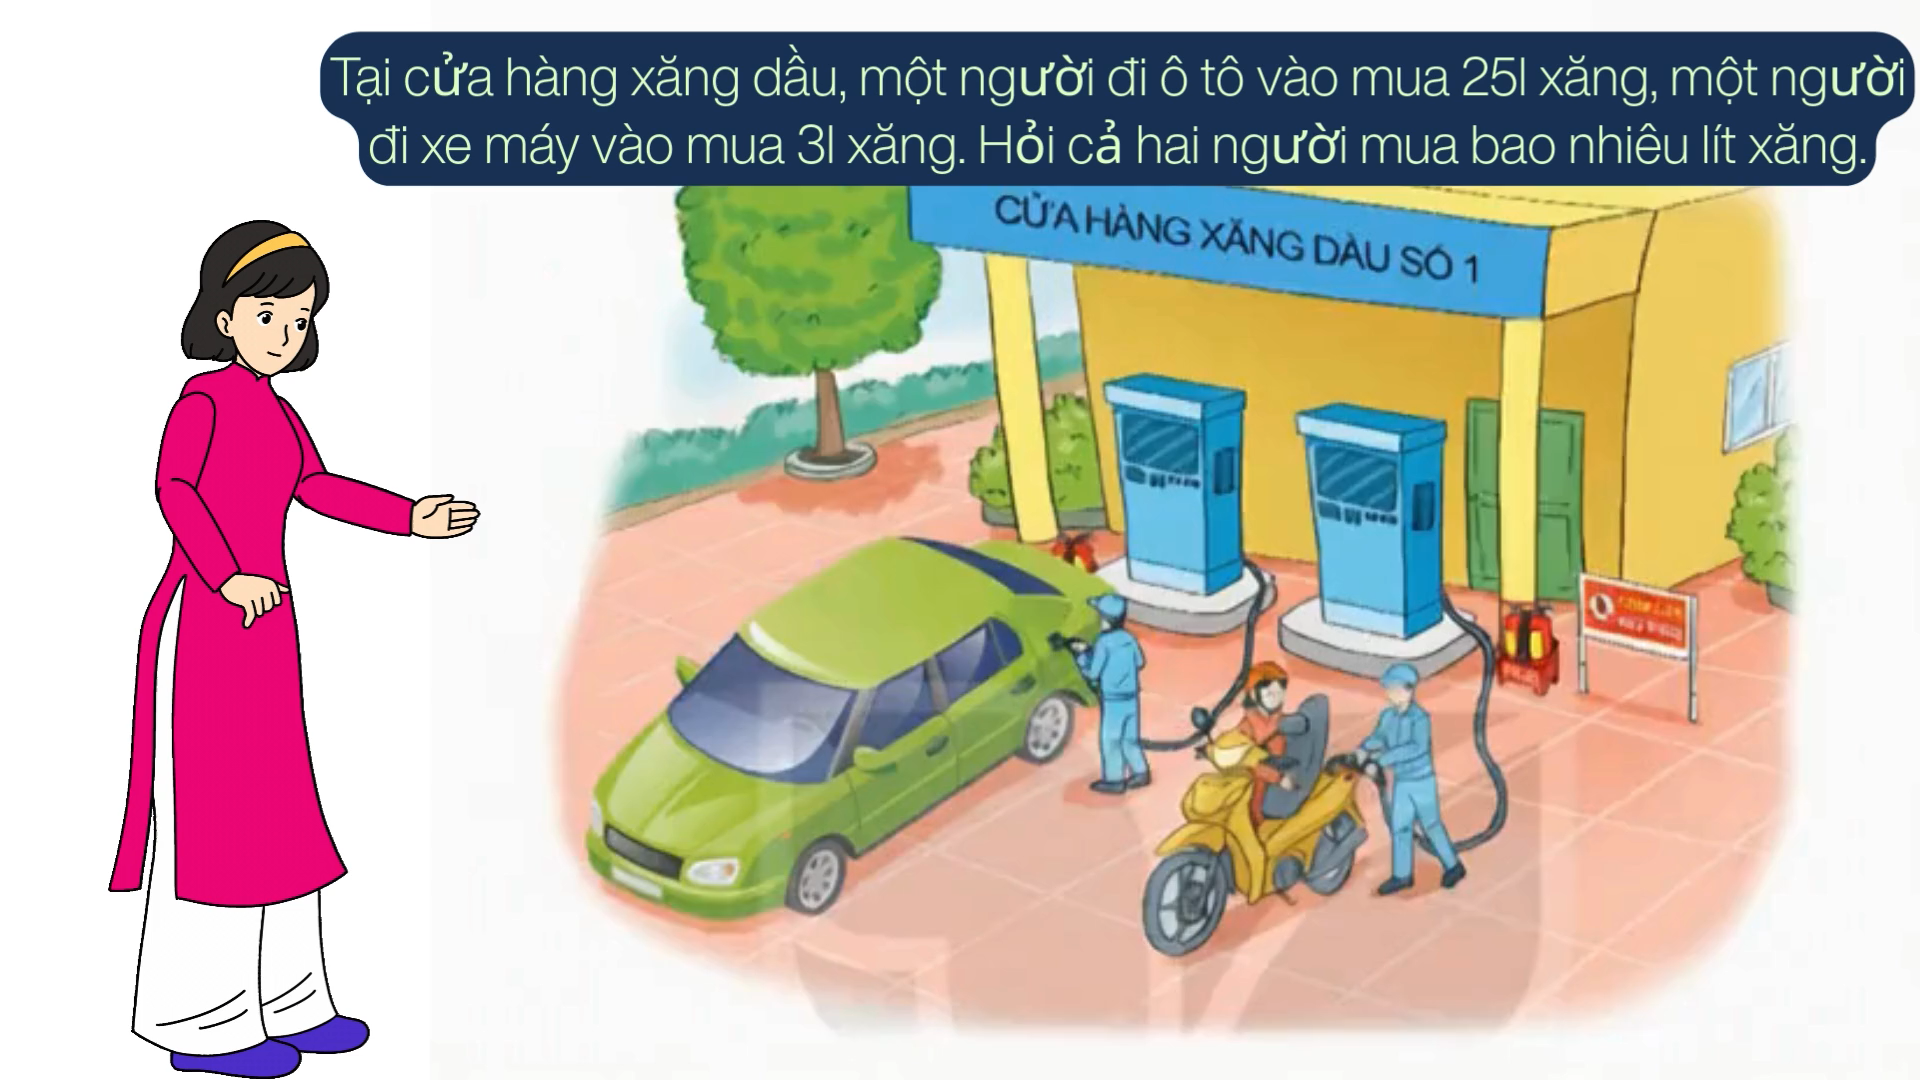 Tại cửa hàng xăng dầu, một người đi ô tô vào mua 25l xăng, một người
đi xe máy vào mua 3l xăng. Hỏi cả hai người mua bao nhiêu lít xăng.
CỬA HÀNG XĂNG DẦU SỐ 1